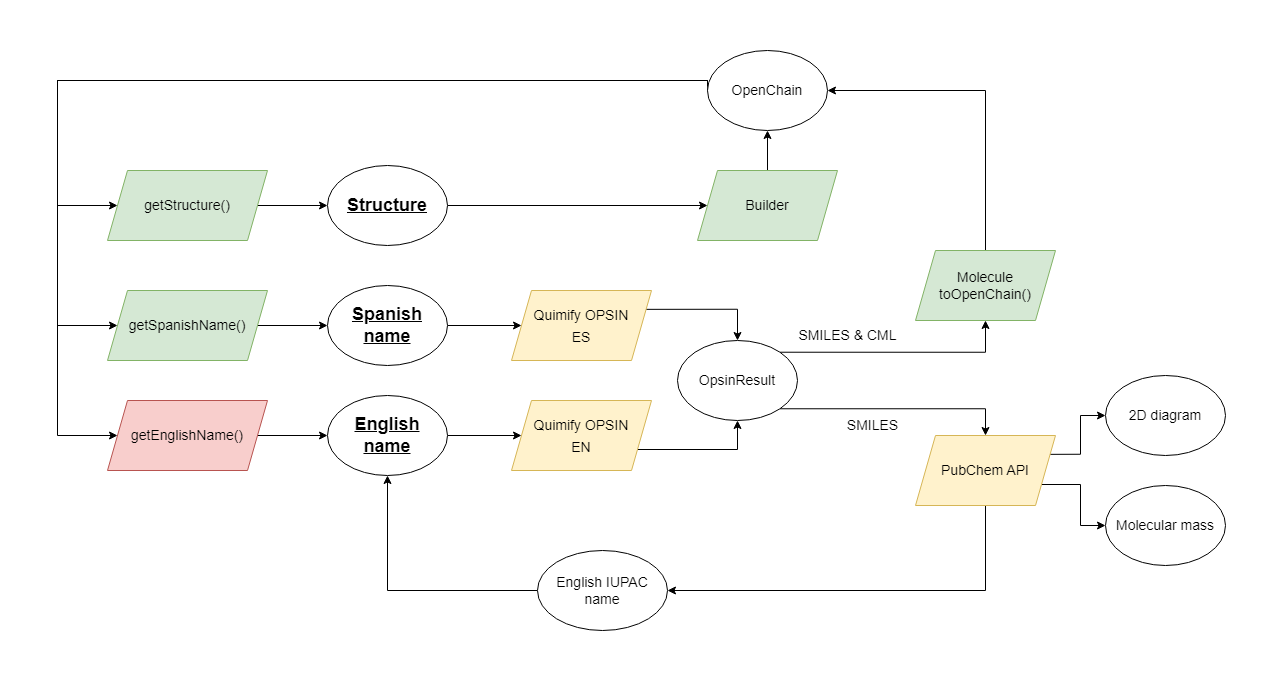 OpenChain
getStructure()
Structure
Builder
Molecule
toOpenChain()
getSpanishName()
Spanish
name
Quimify OPSIN
ES
SMILES & CML
OpsinResult
getEnglishName()
English
name
Quimify OPSIN
EN
SMILES
2D diagram
PubChem API
Molecular mass
English IUPAC
name